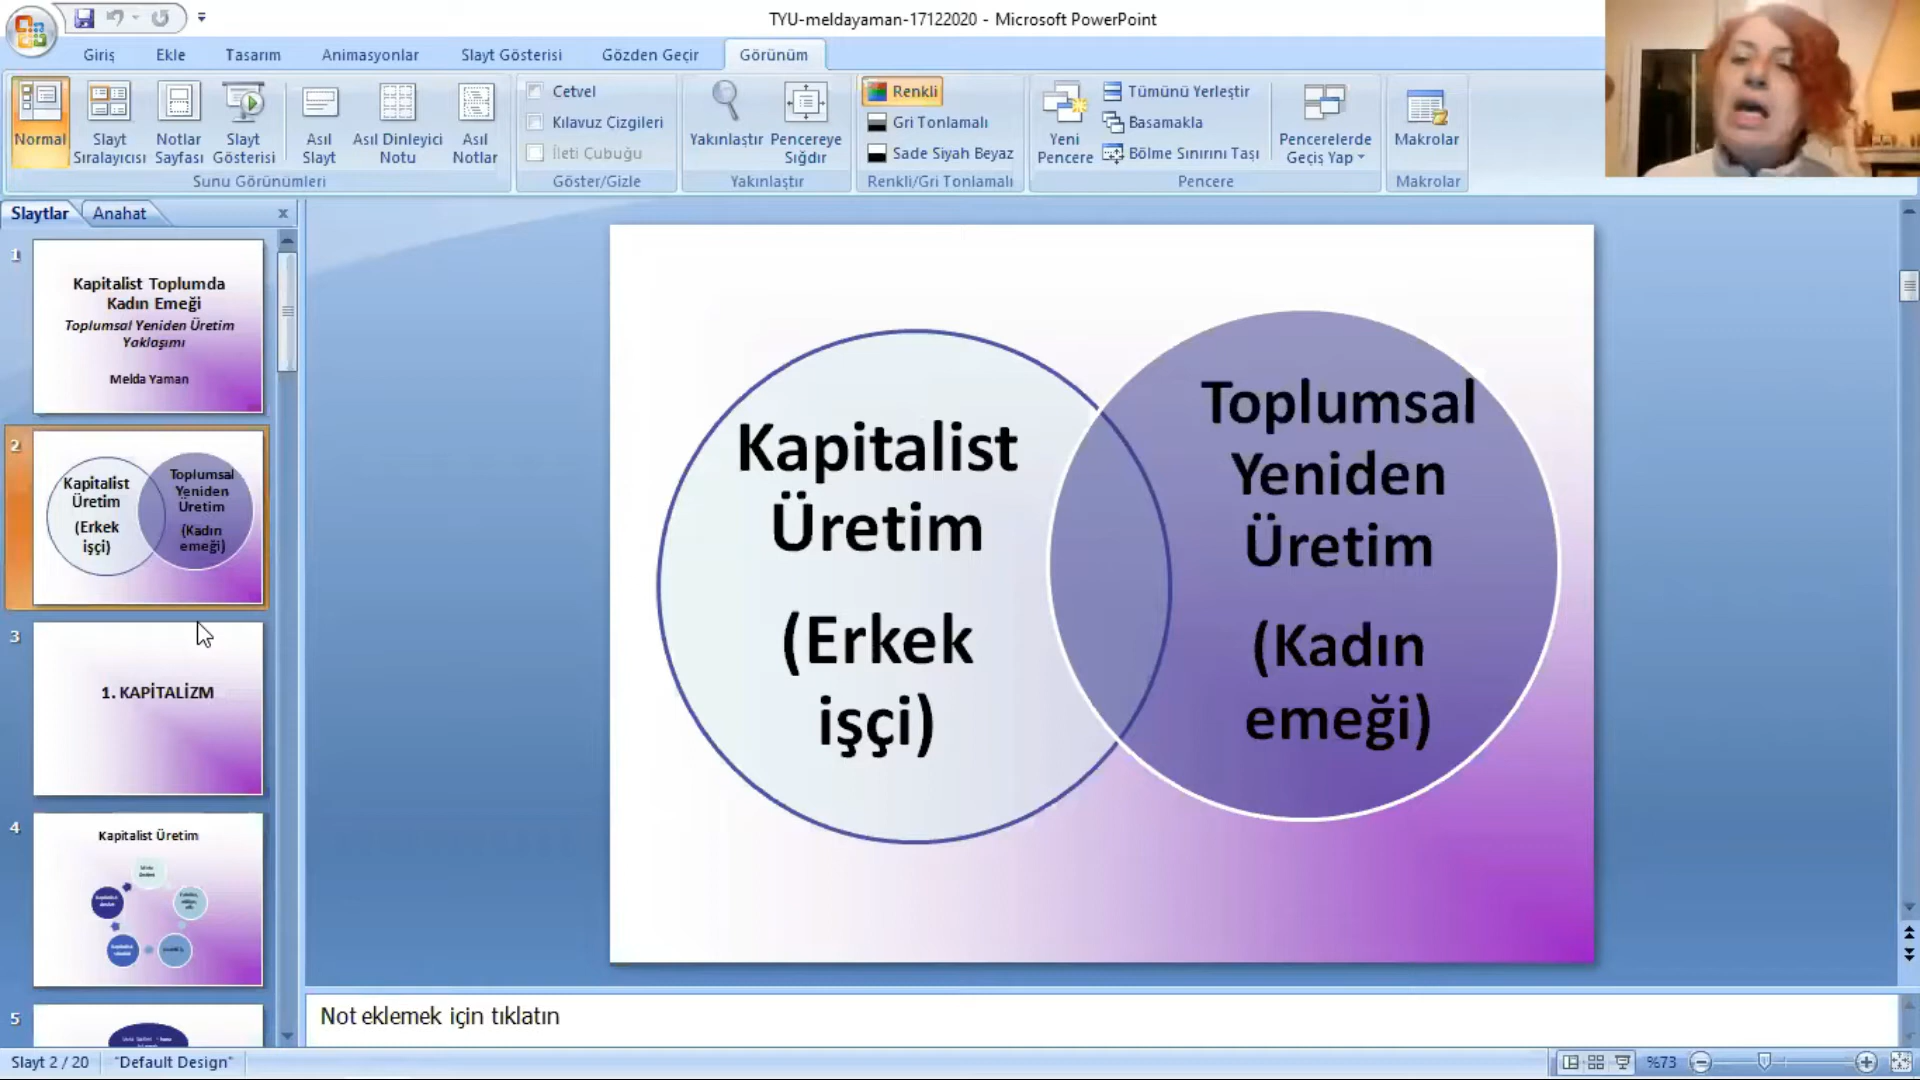 TYU-meldayaman-17122020 - Microsoft PowerPoint
Giriş Ekle Tasarım Animasyonlar Slayt Gösterisi Gözden Geçir Görünüm
Normal
Slayt Sıralayıcısı
Notlar Sayfası
Slayt Gösterisi
Asıl Slayt
Asıl Dinleyici Notu
Asıl Notlar
Sunu Görünümleri
Cetvel
Kılavuz Çizgileri
İleti Çubuğu
Göster/Gizle
Yakınlaştır
Pencereye Sığdır
Yakınlaştır
Renkli
Gri Tonlamalı
Sade Siyah Beyaz
Renkli/Gri Tonlamalı
Yeni Pencere
Tümünü Yerleştir
Basamakla
Bölme Sınırını Taşı
Pencerelerde Geçiş Yap
Pencere
Makrolar
Makrolar
Slaytlar Anahat x
1
Kapitalist Toplumda
Kadın Emeği
Toplumsal Yeniden Üretim
Yaklaşımı
Melda Yaman
2
Kapitalist
Üretim
(Erkek
işçi)
Toplumsal
Yeniden
Üretim
(Kadın
emeği)
3
1. KAPİTALİZM
4
Kapitalist Üretim
5
Kapitalist
Üretim
(Erkek
işçi)
Toplumsal
Yeniden
Üretim
(Kadın
emeği)
Not eklemek için tıklatın
Slayt 2 / 20 "Default Design" %73